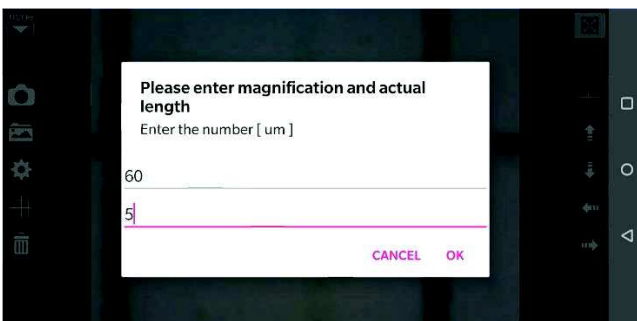 Please enter magnification and actual
length
Enter the number [ um ]
60
5
CANCEL OK